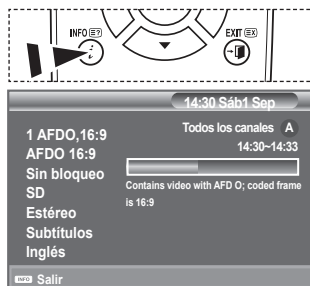 INFO
EXIT
14:30 Sáb1 Sep
Todos los canales A
14:30~14:33
1 AFDO,16:9
AFDO 16:9
Sin bloqueo
SD
Estéreo
Subtítulos
Inglés
Contains video with AFD O; coded frame
is 16:9
INFO Salir